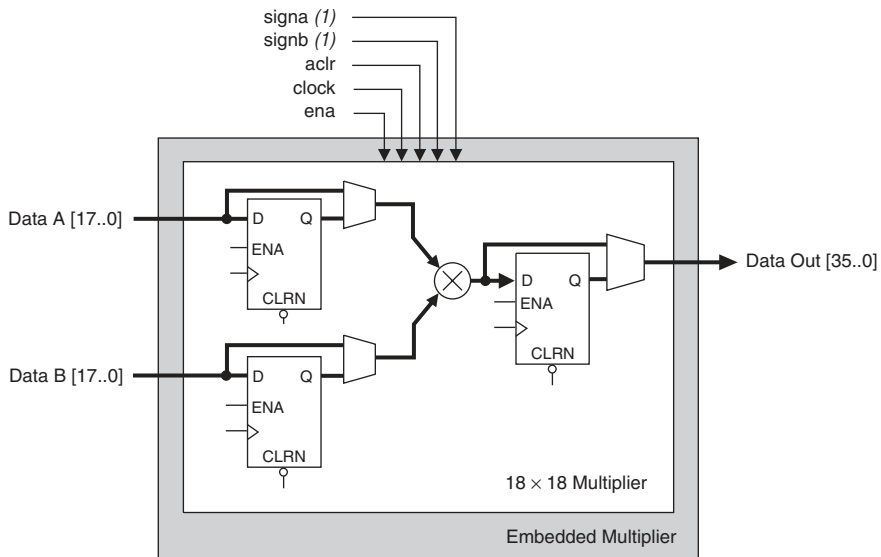 signa (1)
signb (1)
aclr
clock
ena
Data A [17..0]
D Q
ENA
CLRN
Data B [17..0]
D Q
ENA
CLRN
D Q
ENA
CLRN
Data Out [35..0]
18 × 18 Multiplier
Embedded Multiplier